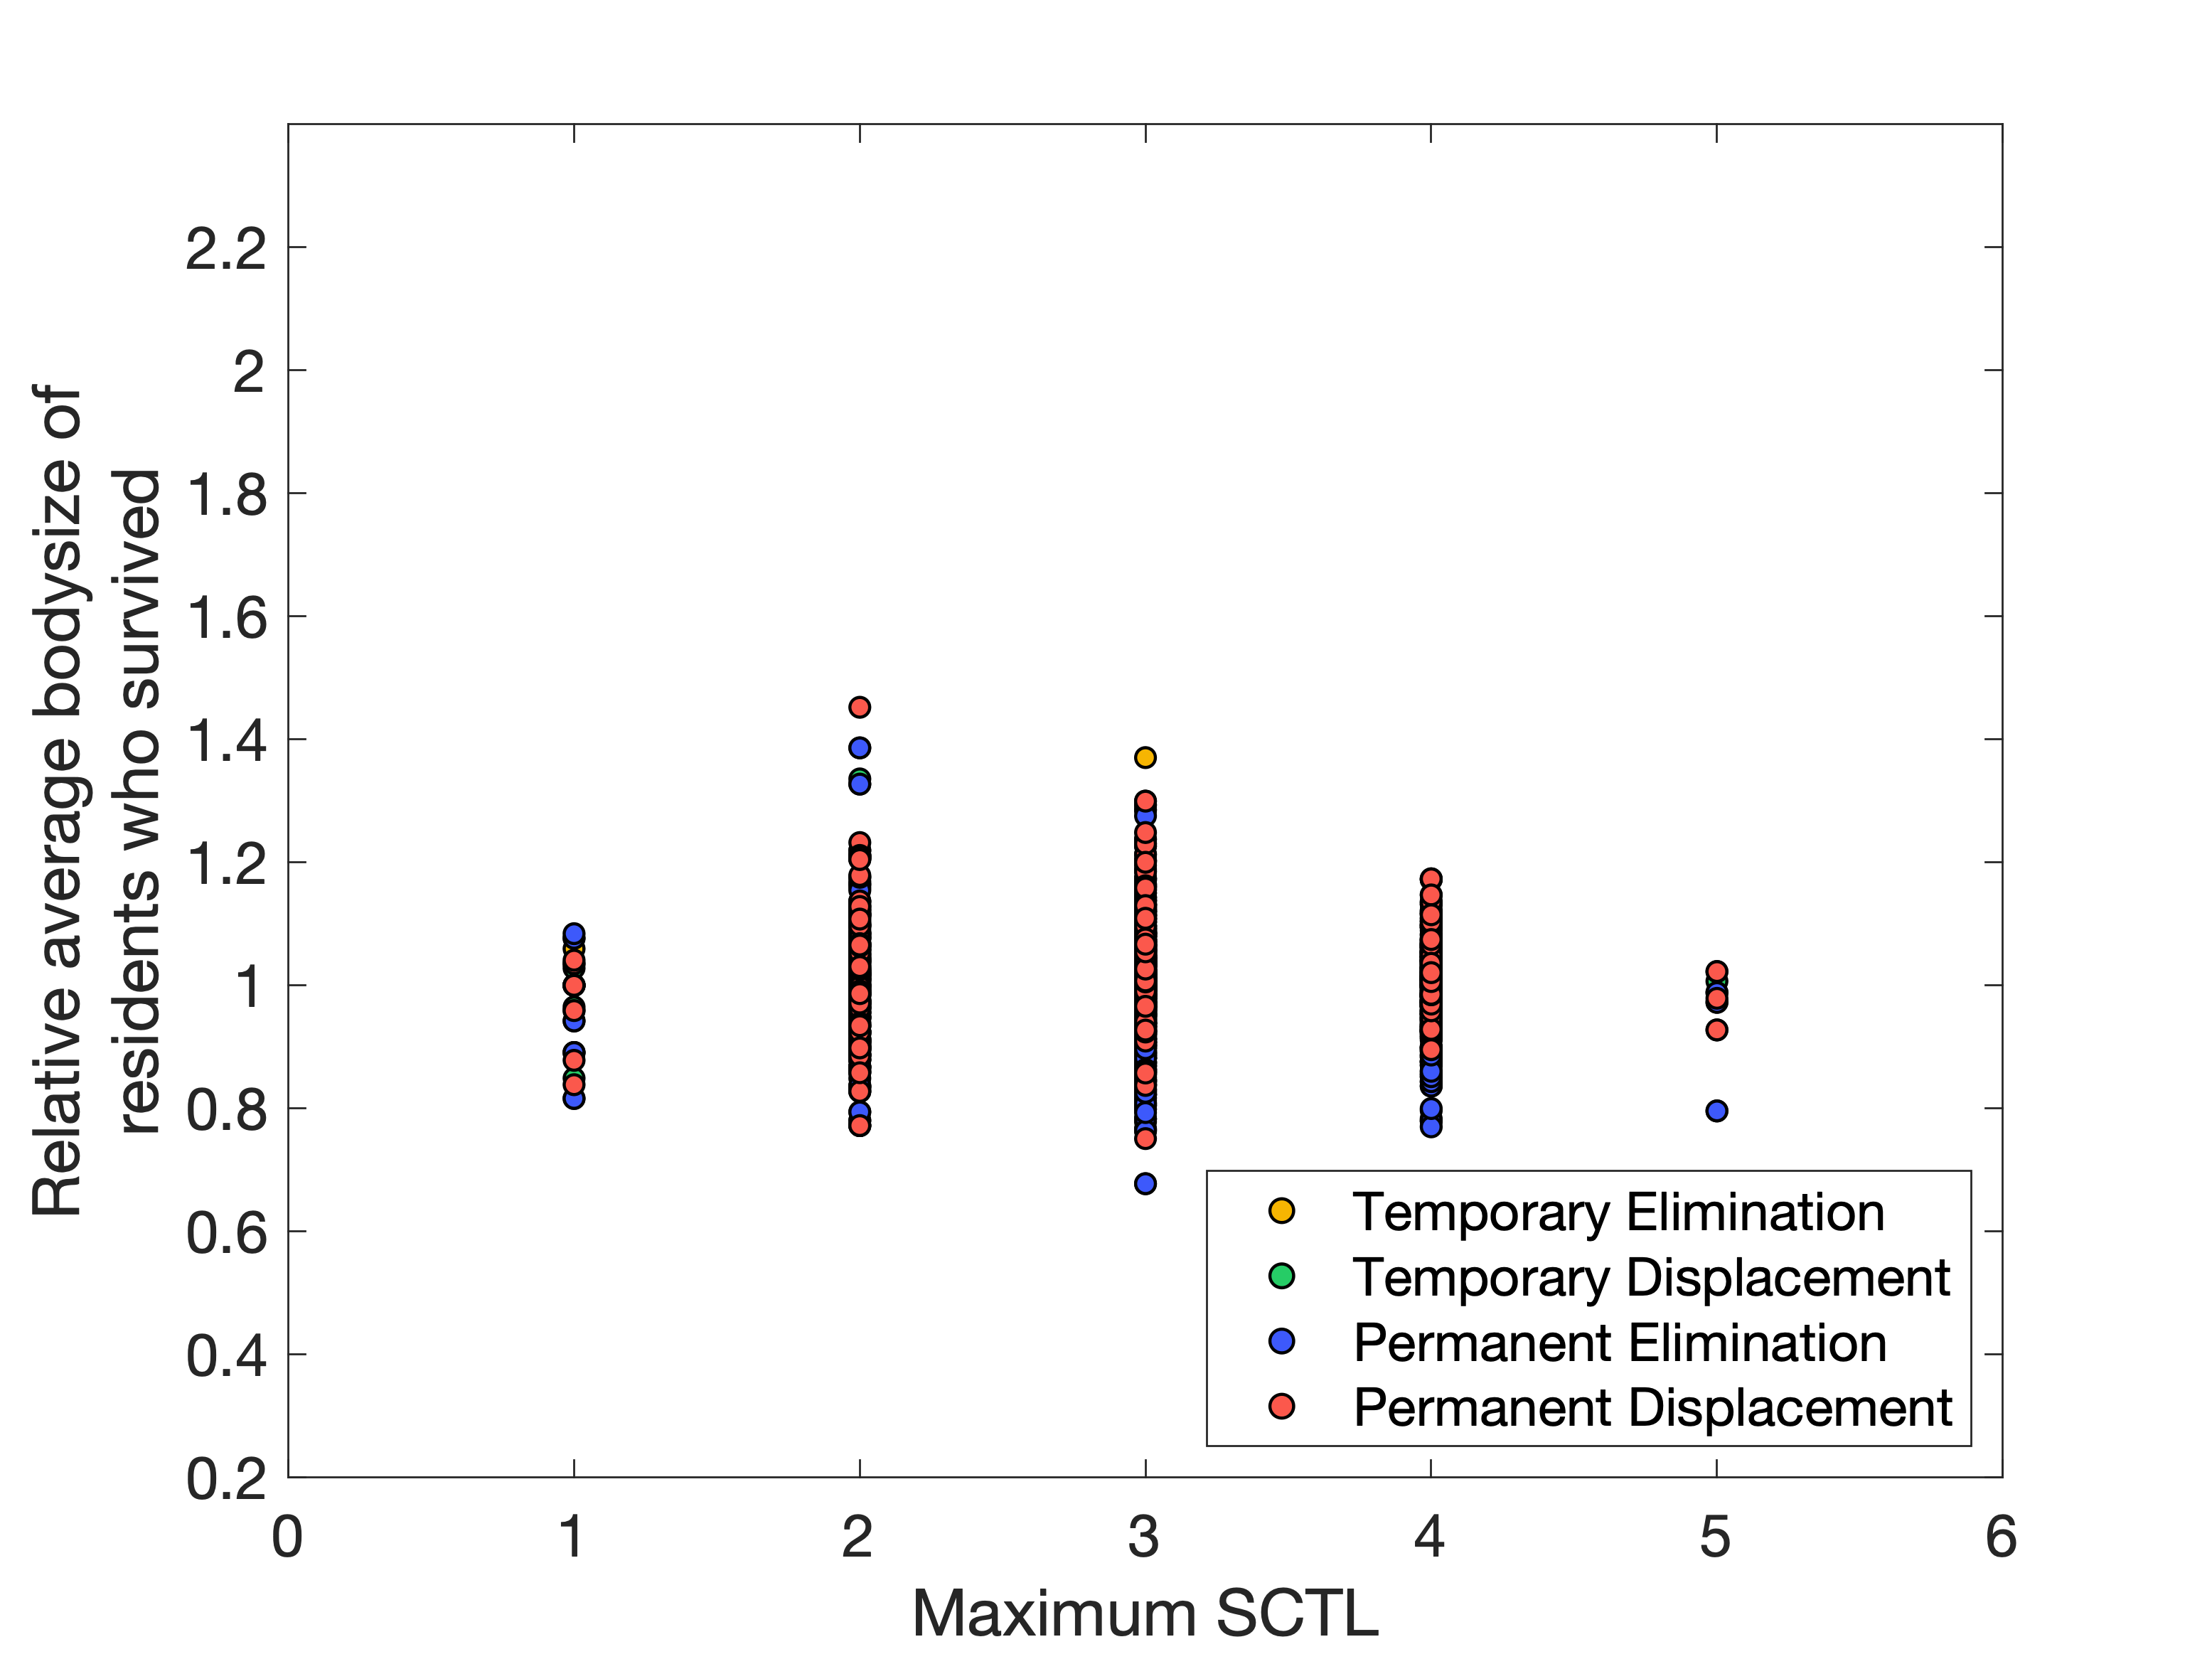 Relative average bodysize of
residents who survived
2.2
2
1.8
1.6
1.4
1.2
1
0.8
0.6
0.4
0.2
0 1 2 3 4 5 6
Maximum SCTL
Temporary Elimination
Temporary Displacement
Permanent Elimination
Permanent Displacement